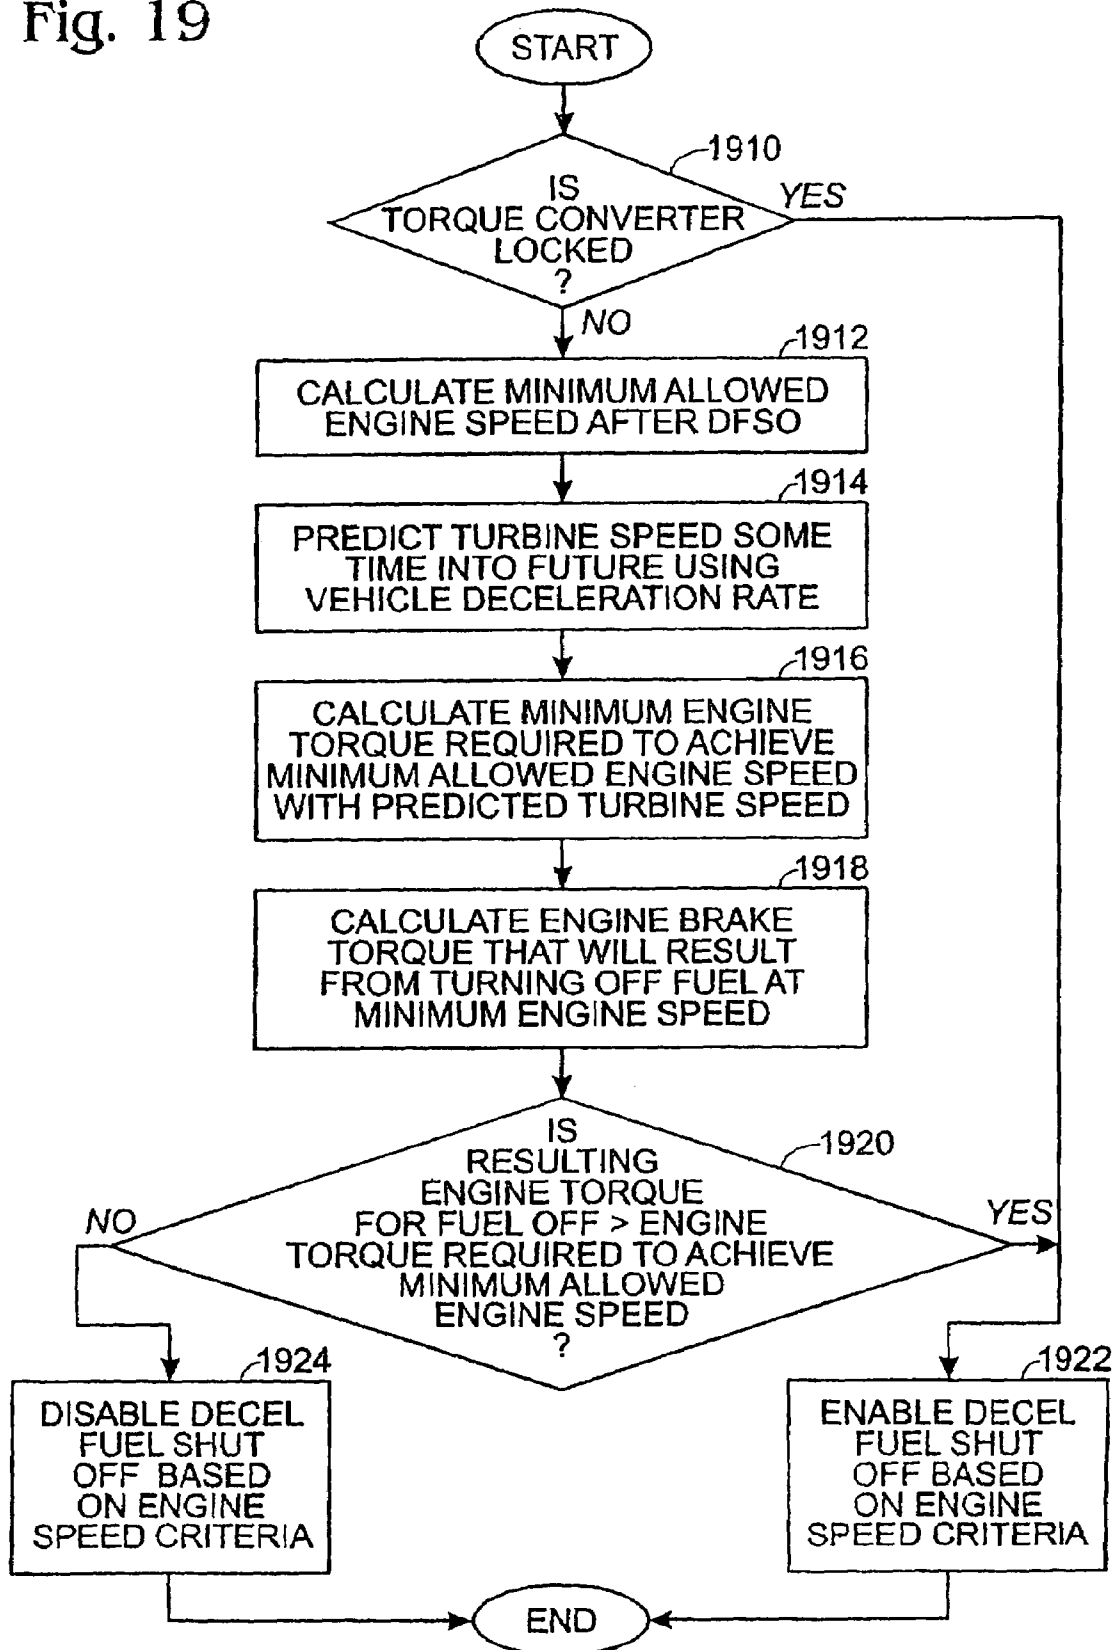 Fig. 19
START
1910
IS
TORQUE CONVERTER
LOCKED
?
YES
NO
1912
CALCULATE MINIMUM ALLOWED
ENGINE SPEED AFTER DFSO
1914
PREDICT TURBINE SPEED SOME
TIME INTO FUTURE USING
VEHICLE DECELERATION RATE
1916
CALCULATE MINIMUM ENGINE
TORQUE REQUIRED TO ACHIEVE
MINIMUM ALLOWED ENGINE SPEED
WITH PREDICTED TURBINE SPEED
1918
CALCULATE ENGINE BRAKE
TORQUE THAT WILL RESULT
FROM TURNING OFF FUEL AT
MINIMUM ENGINE SPEED
1920
IS
RESULTING
ENGINE TORQUE
FOR FUEL OFF > ENGINE
TORQUE REQUIRED TO ACHIEVE
MINIMUM ALLOWED
ENGINE SPEED
?
NO
YES
1924
DISABLE DECEL
FUEL SHUT
OFF BASED
ON ENGINE
SPEED CRITERIA
1922
ENABLE DECEL
FUEL SHUT
OFF BASED
ON ENGINE
SPEED CRITERIA
END